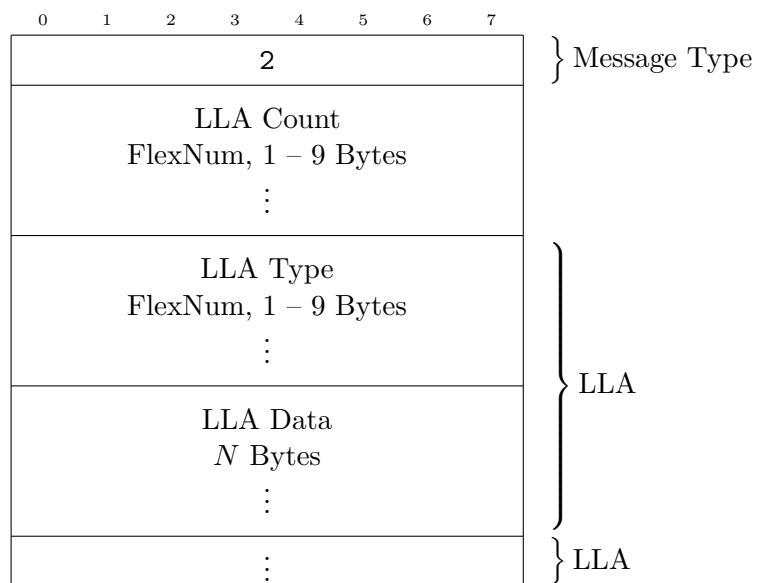 0 1 2 3 4 5 6 7
2
Message Type
LLA Count
FlexNum, 1 – 9 Bytes
⋮
LLA Type
FlexNum, 1 – 9 Bytes
⋮
LLA
LLA Data
N Bytes
⋮
⋮
LLA